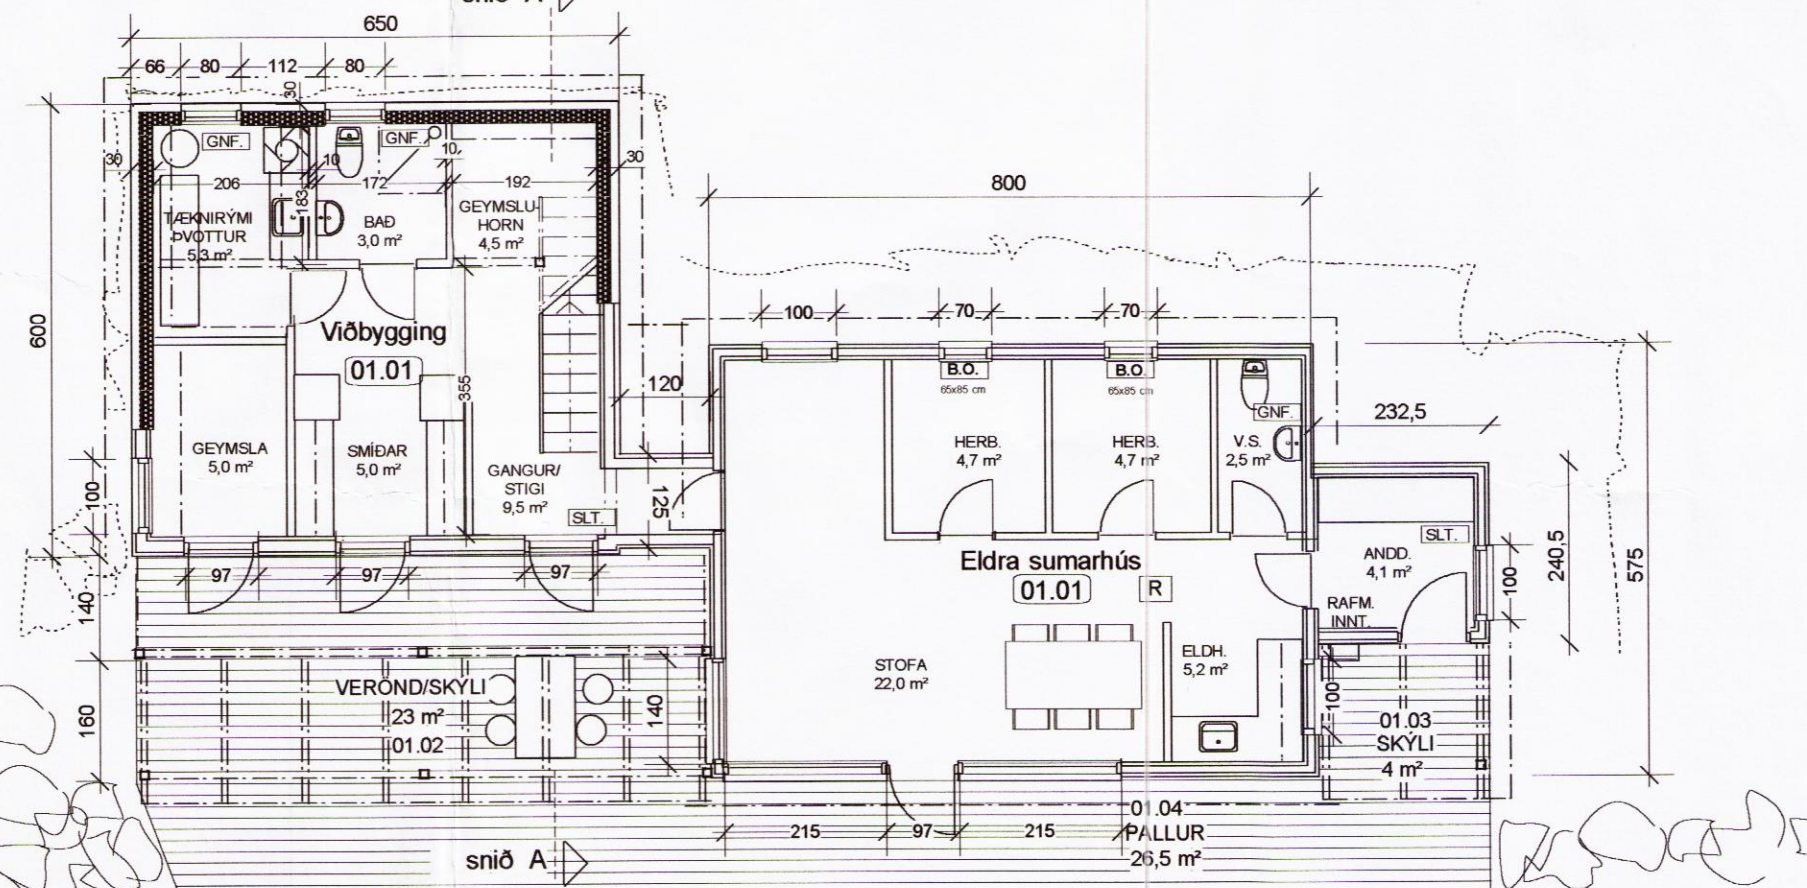 snið A
650
66 80 112 80
30
GNF.
GNF.
30
10
10
30
206
172
192
183
TÆKNIRÝMI
ÞVOTTUR
5,3 m²
BAÐ
3,0 m²
GEYMSLU-
HORN
4,5 m²
600
Viðbygging
01.01
355
120
GEYMSLA
5,0 m²
SMÍÐAR
5,0 m²
GANGUR/
STIGI
9,5 m²
SLT.
125
100
97
97
97
140
160
VERÖND/SKÝLI
23 m²
01.02
140
800
100
70
70
B.O.
65x85 cm
B.O.
65x85 cm
HERB.
4,7 m²
HERB.
4,7 m²
GNF.
V.S.
2,5 m²
232,5
Eldra sumarhús
01.01
R
SLT.
ANDD.
4,1 m²
RAFM.
INNT.
100
240,5
575
STOFA
22,0 m²
ELDH.
5,2 m²
100
01.03
SKÝLI
4 m²
215
97
215
01.04
PALLUR
26,5 m²
snið A